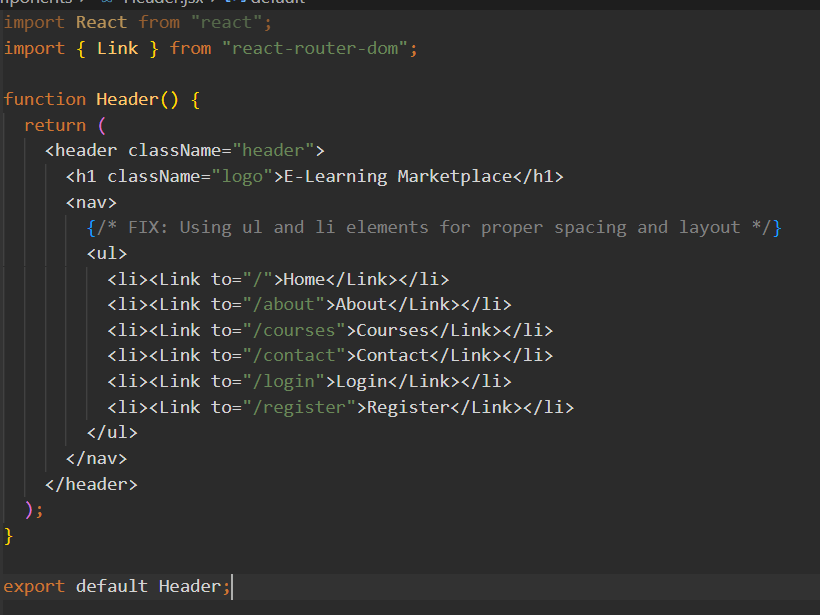 Header.jsx
default
import React from "react";
import { Link } from "react-router-dom";
function Header() {
return (
<header className="header">
<h1 className="logo">E-Learning Marketplace</h1>
<nav>
{/* FIX: Using ul and li elements for proper spacing and layout */}
<ul>
<li><Link to="/">Home</Link></li>
<li><Link to="/about">About</Link></li>
<li><Link to="/courses">Courses</Link></li>
<li><Link to="/contact">Contact</Link></li>
<li><Link to="/login">Login</Link></li>
<li><Link to="/register">Register</Link></li>
</ul>
</nav>
</header>
);
}
export default Header;